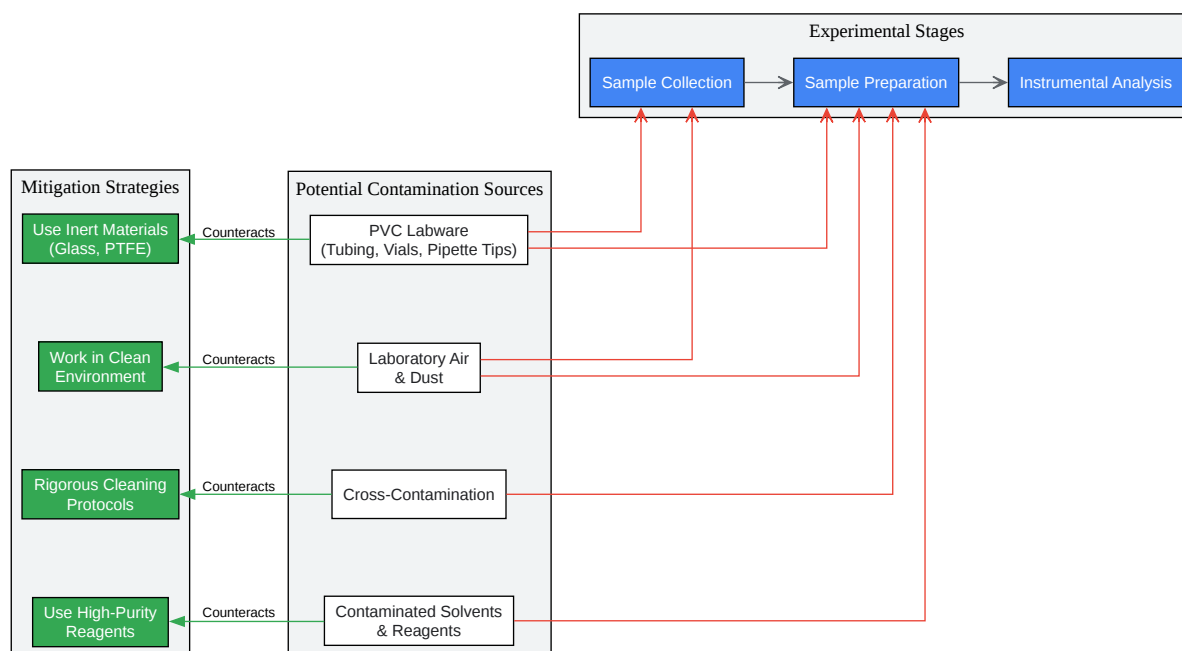 Experimental Stages
Sample Collection
Sample Preparation
Instrumental Analysis
Mitigation Strategies
Potential Contamination Sources
Use Inert Materials
(Glass, PTFE)
Counteracts
PVC Labware
(Tubing, Vials, Pipette Tips)
Work in Clean
Environment
Counteracts
Laboratory Air
& Dust
Rigorous Cleaning
Protocols
Counteracts
Cross-Contamination
Use High-Purity
Reagents
Counteracts
Contaminated Solvents
& Reagents